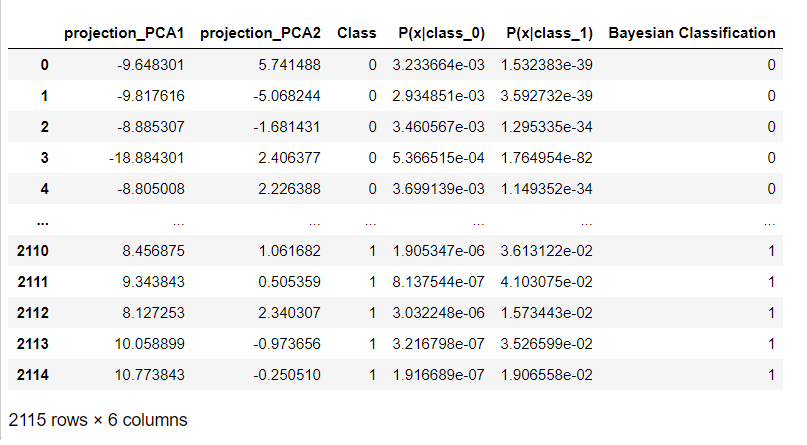 projection_PCA1 projection_PCA2 Class P(x|class_0) P(x|class_1) Bayesian Classification
0 -9.648301 5.741488 0 3.233664e-03 1.532383e-39 0
1 -9.817616 -5.068244 0 2.934851e-03 3.592732e-39 0
2 -8.885307 -1.681431 0 3.460567e-03 1.295335e-34 0
3 -18.884301 2.406377 0 5.366515e-04 1.764954e-82 0
4 -8.805008 2.226388 0 3.699139e-03 1.149352e-34 0
... ... ... ... ... ... ...
2110 8.456875 1.061682 1 1.905347e-06 3.613122e-02 1
2111 9.343843 0.505359 1 8.137544e-07 4.103075e-02 1
2112 8.127253 2.340307 1 3.032248e-06 1.573443e-02 1
2113 10.058899 -0.973656 1 3.216798e-07 3.526599e-02 1
2114 10.773843 -0.250510 1 1.916689e-07 1.906558e-02 1
2115 rows × 6 columns